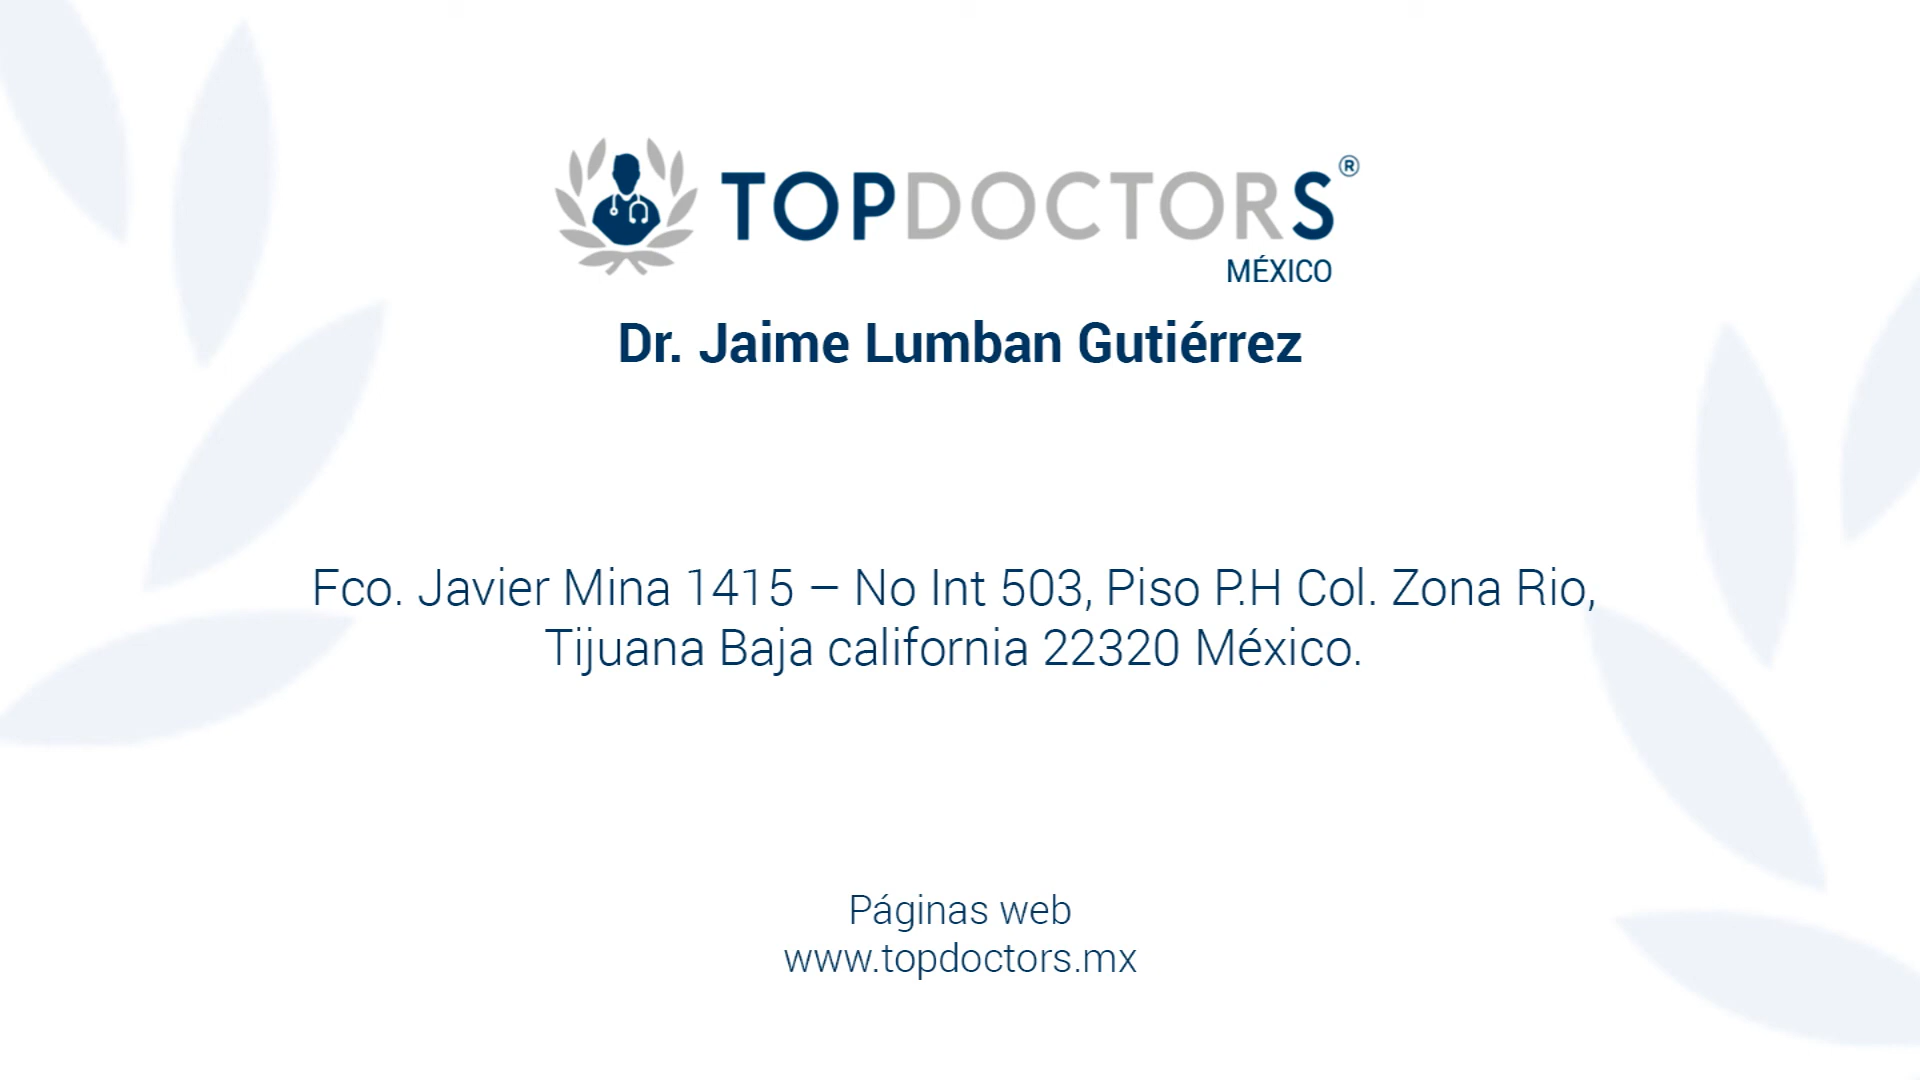 TOPDOCTORS®
MÉXICO
Dr. Jaime Lumban Gutiérrez
Fco. Javier Mina 1415 – No Int 503, Piso P.H Col. Zona Rio,
Tijuana Baja california 22320 México.
Páginas web
www.topdoctors.mx